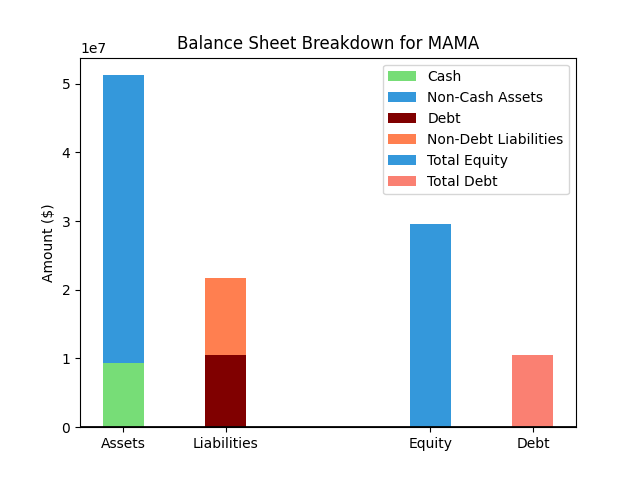 Balance Sheet Breakdown for MAMA
1e7
Cash
Non-Cash Assets
Debt
Non-Debt Liabilities
Total Equity
Total Debt
Amount ($)
5
4
3
2
1
0
Assets Liabilities Equity Debt